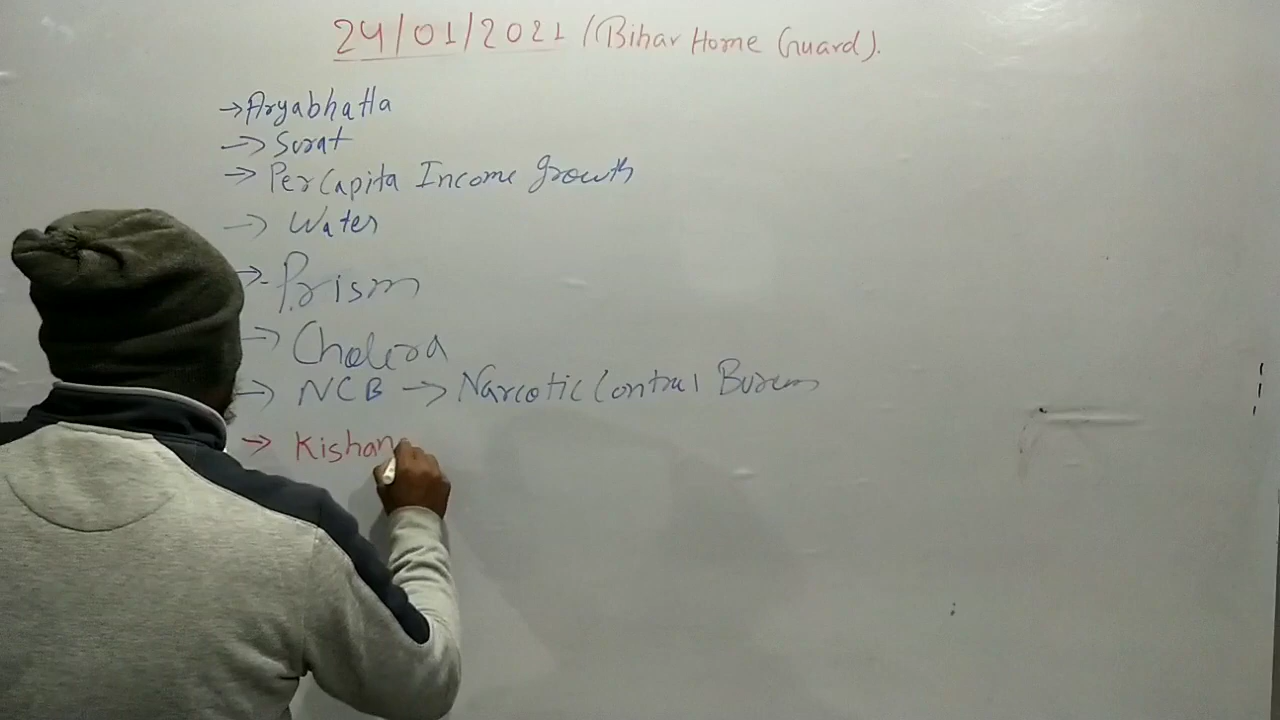 24/01/2021 (Bihar Home Guard).
→ Aryabhatta
→ Surat
→ Per Capita Income Growth
→ Water
→ Prism
→ Cholera
→ NCB → Narcotic Control Bureau
→ Kishan